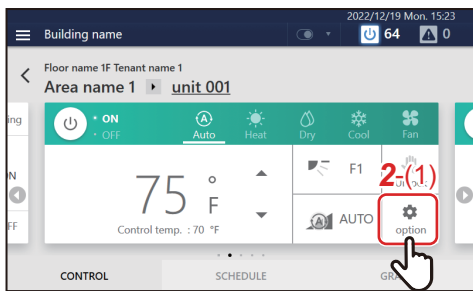 2022/12/19 Mon. 15:23
Building name
64
0
Floor name 1F Tenant name 1
Area name 1 unit 001
ing
ON
OFF
Auto
Heat
Dry
Cool
Fan
N
FF
75 °F
Control temp. : 70 °F
F1
2-(1)
AUTO
option
CONTROL
SCHEDULE